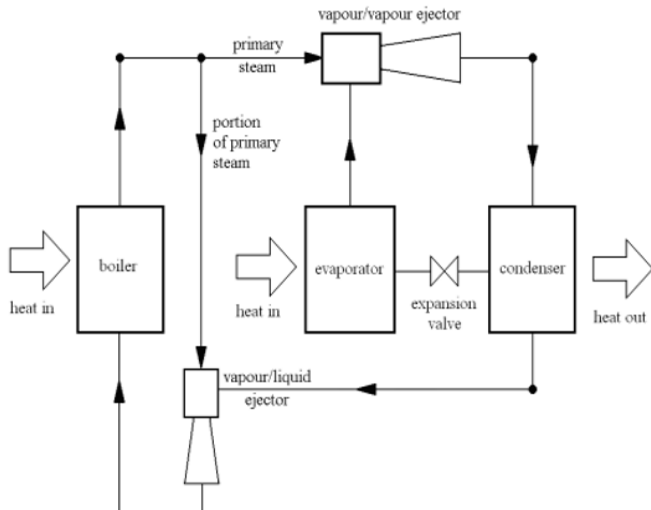 vapour/vapour ejector
primary
steam
portion
of primary
steam
boiler
heat in
evaporator
heat in
expansion
valve
condenser
heat out
vapour/liquid
ejector